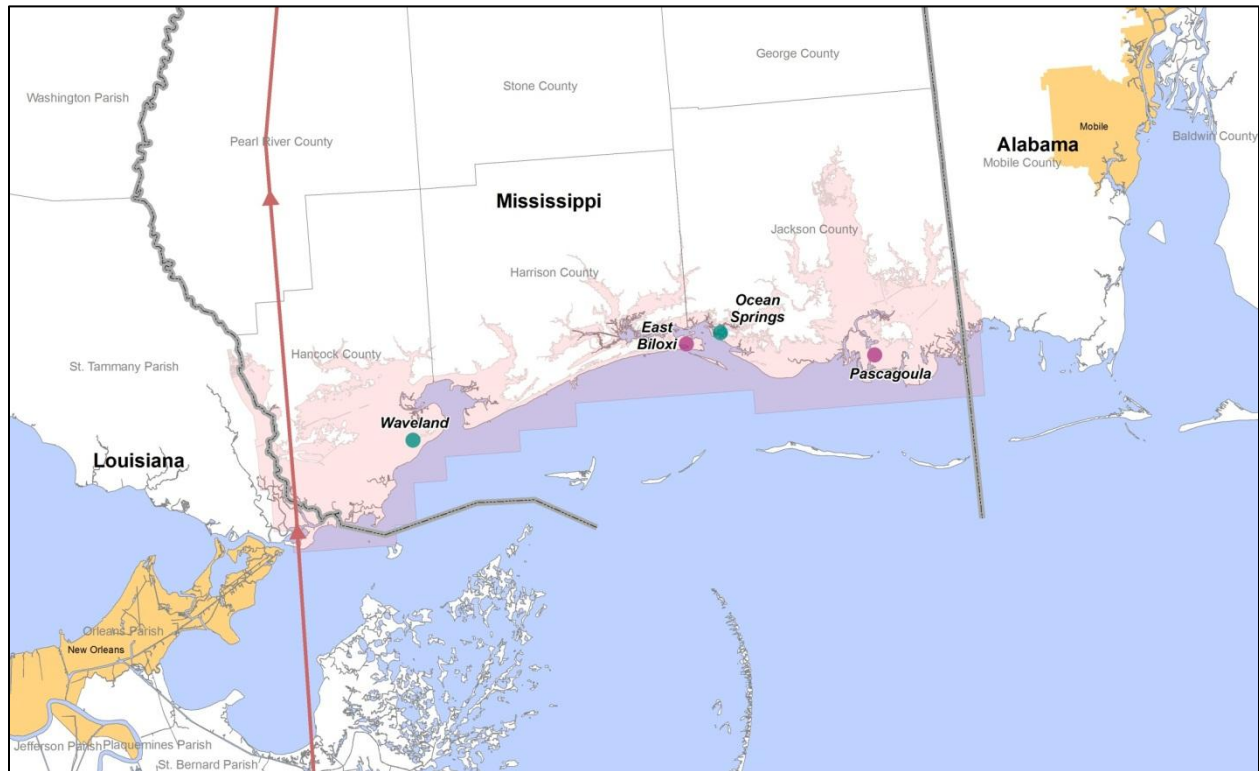 George County
Stone County
Washington Parish
Mobile
Baldwin County
Pearl River County
Alabama
Mobile County
Mississippi
Jackson County
Harrison County
Ocean
Springs
East
Biloxi
Hancock County
St. Tammany Parish
Pascagoula
Waveland
Louisiana
Orleans Parish
New Orleans
Jefferson Parish
Plaquemines Parish
St. Bernard Parish